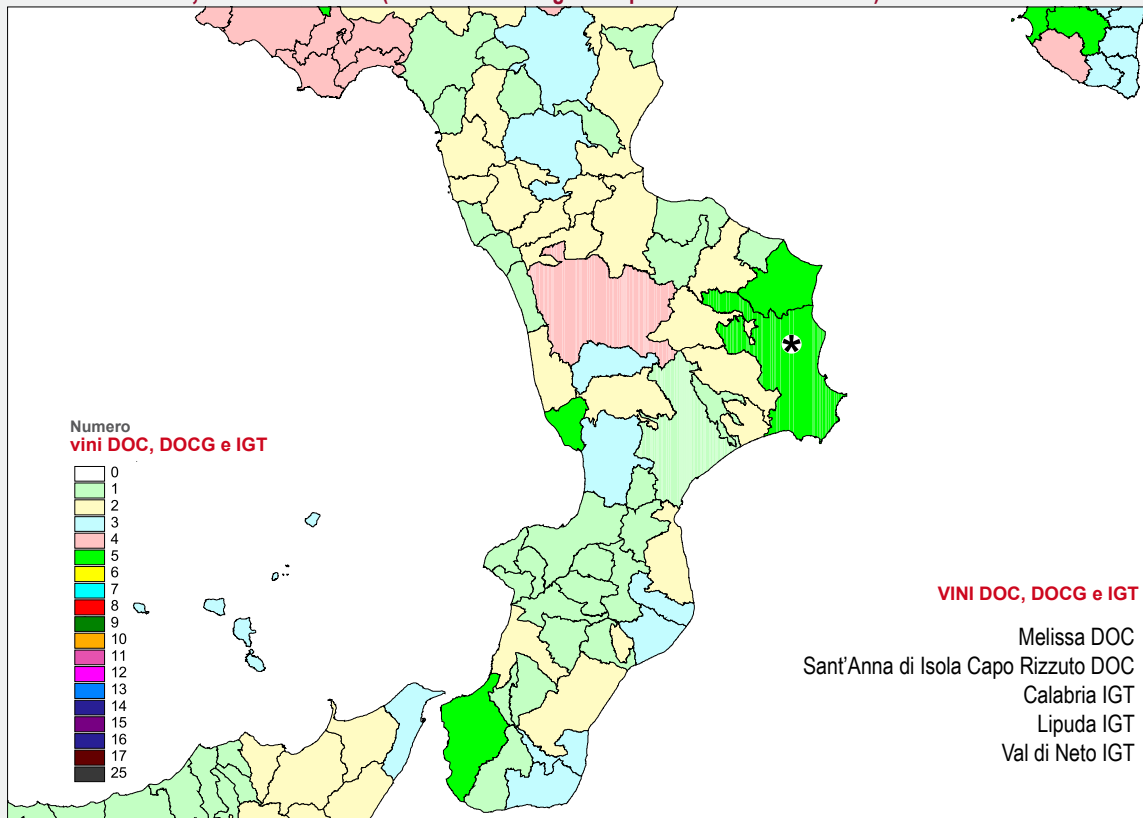 Numero
vini DOC, DOCG e IGT
0
1
2
3
4
5
6
7
8
9
10
11
12
13
14
15
16
17
25
*
VINI DOC, DOCG e IGT
Melissa DOC
Sant'Anna di Isola Capo Rizzuto DOC
Calabria IGT
Lipuda IGT
Val di Neto IGT